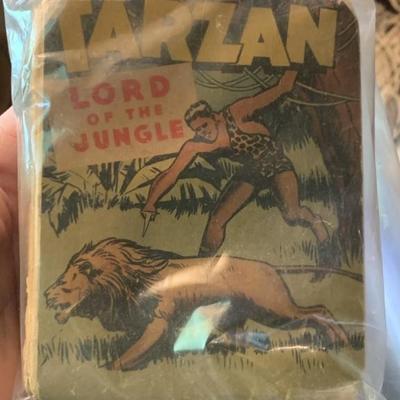 TARZAN
LORD
OF THE
JUNGLE